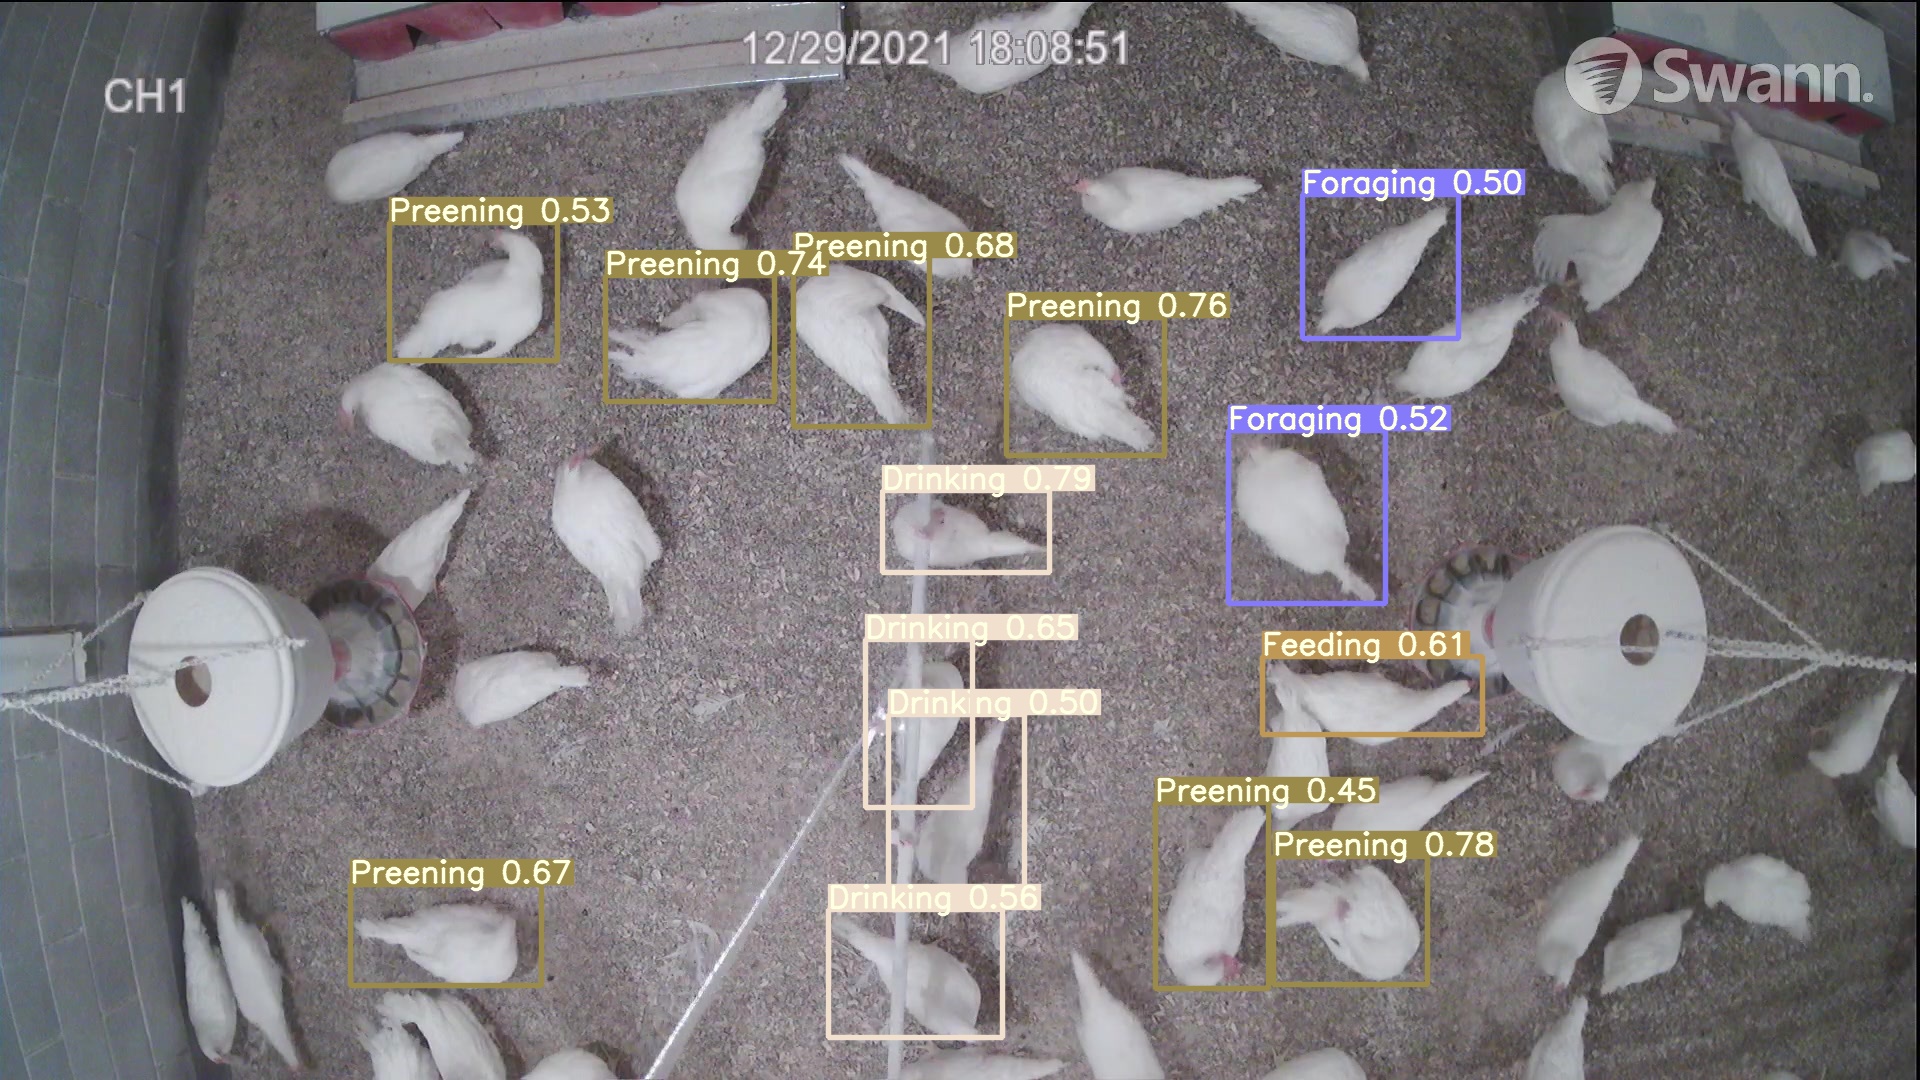 12/29/2021 18:08:51
Swann.
CH1
Foraging 0.50
Preening 0.53
Preening 0.68
Preening 0.74
Preening 0.76
Foraging 0.52
Drinking 0.79
Drinking 0.65
Feeding 0.61
Drinking 0.50
Preening 0.45
Preening 0.78
Preening 0.67
Drinking 0.56